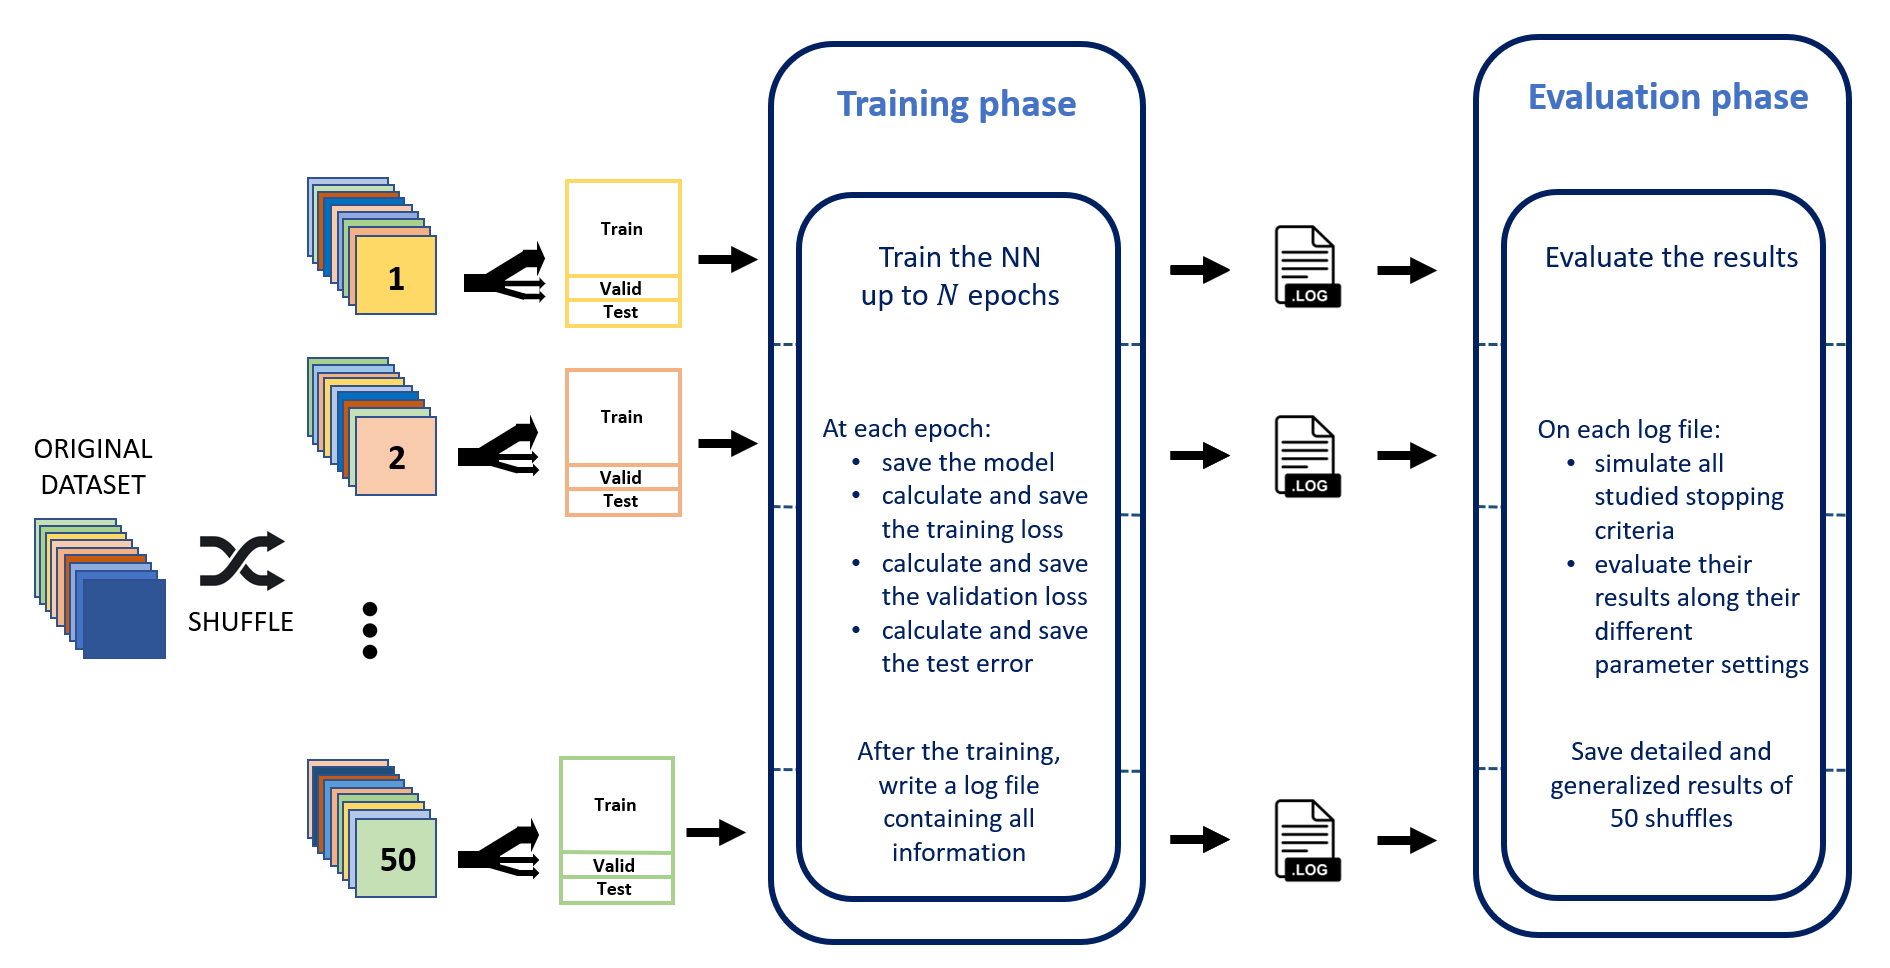 ORIGINAL
DATASET
SHUFFLE
1
Train
Valid
Test
2
Train
Valid
Test
50
Train
Valid
Test
Training phase
Train the NN
up to N epochs
At each epoch:
• save the model
• calculate and save
the training loss
• calculate and save
the validation loss
• calculate and save
the test error
After the training,
write a log file
containing all
information
.LOG
.LOG
.LOG
Evaluation phase
Evaluate the results
On each log file:
• simulate all
studied stopping
criteria
• evaluate their
results along their
different
parameter settings
Save detailed and
generalized results of
50 shuffles